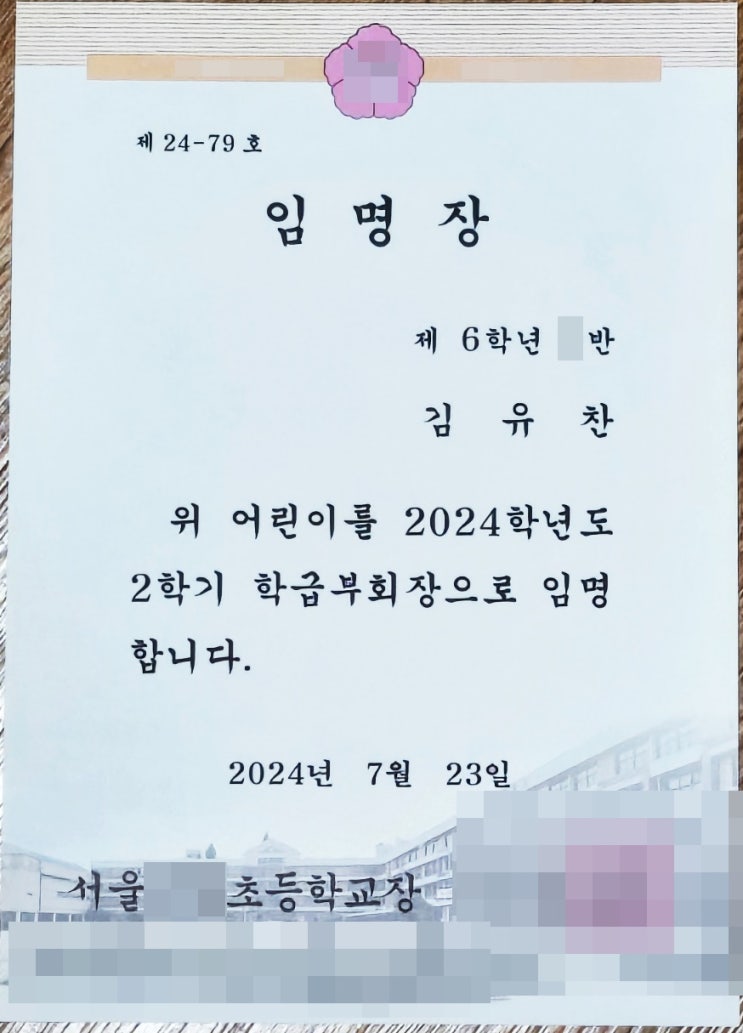 제 24-79 호
임 명 장
제 6학년 반
김 유 찬
위 어린이를 2024학년도
2학기 학급부회장으로 임명
합니다.
2024년 7월 23일
서울 초등학교장